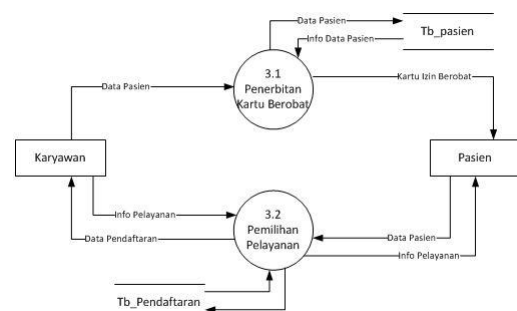 Data Pasien
Tb_pasien
Info Data Pasien
3.1
Penerbitan
Kartu Berobat
Kartu Izin Berobat
Data Pasien
Karyawan
Pasien
Info Pelayanan
3.2
Pemilihan
Pelayanan
Data Pendaftaran
Data Pasien
Info Pelayanan
Tb_Pendaftaran